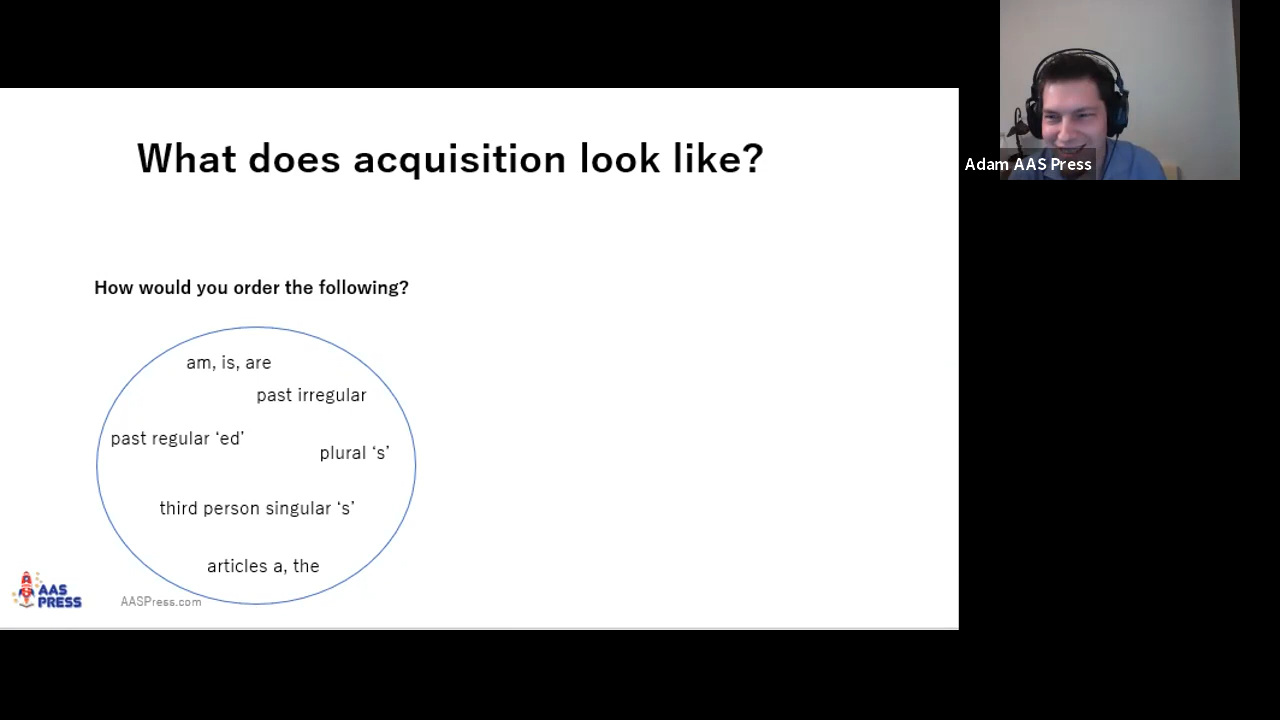 What does acquisition look like?
Adam AAS Press
How would you order the following?
am, is, are
past irregular
past regular ‘ed’
plural ‘s’
third person singular ‘s’
articles a, the
AAS
PRESS
AASPress.com